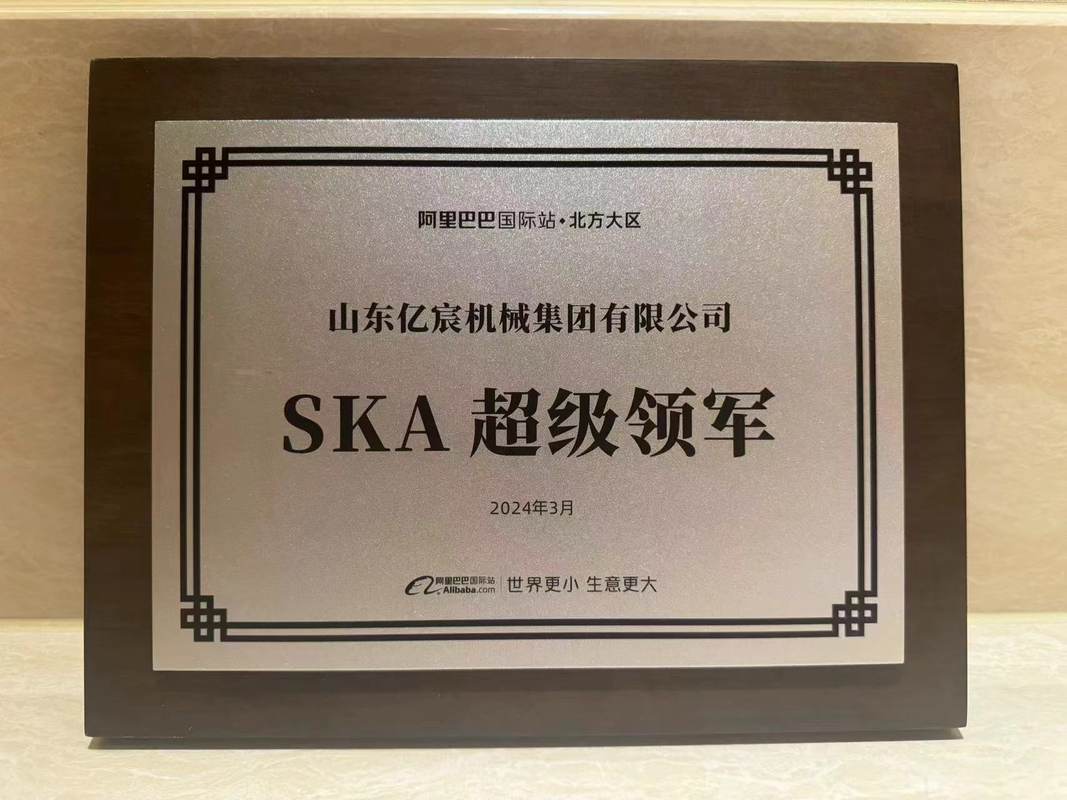 阿里巴巴国际站·北方大区
山东亿宸机械集团有限公司
SKA 超级领军
2024年3月
阿里巴巴国际站
Alibaba.com
世界更小 生意更大